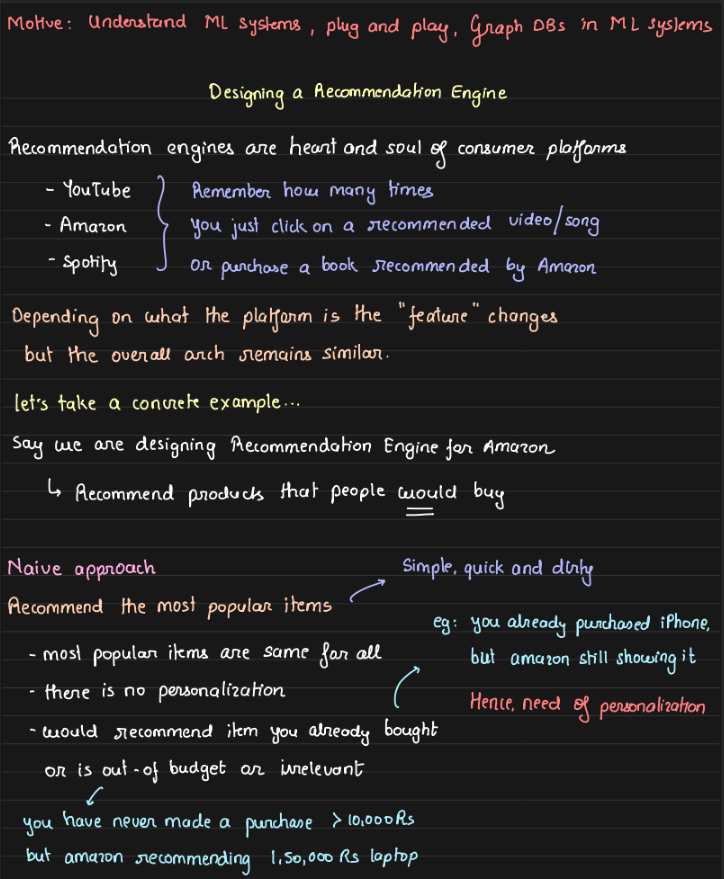 Motive: Understand ML systems, plug and play, Graph DBs in ML systems
Designing a Recommendation Engine
Recommendation engines are heart and soul of consumer platforms
- YouTube
- Amazon
- Spotify
Remember how many times
you just click on a recommended video/song
or purchase a book recommended by Amazon
Depending on what the platform is the "feature" changes
but the overall arch remains similar.
let's take a concrete example...
Say we are designing Recommendation Engine for Amazon
↳ Recommend products that people would buy
Naive approach
Recommend the most popular items
Simple, quick and dirty
- most popular items are same for all
- there is no personalization
- would recommend item you already bought
or is out-of budget or irrelevant
eg: you already purchased iPhone,
but amazon still showing it
Hence, need of personalization
you have never made a purchase > 10,000 Rs
but amazon recommending 1,50,000 Rs laptop